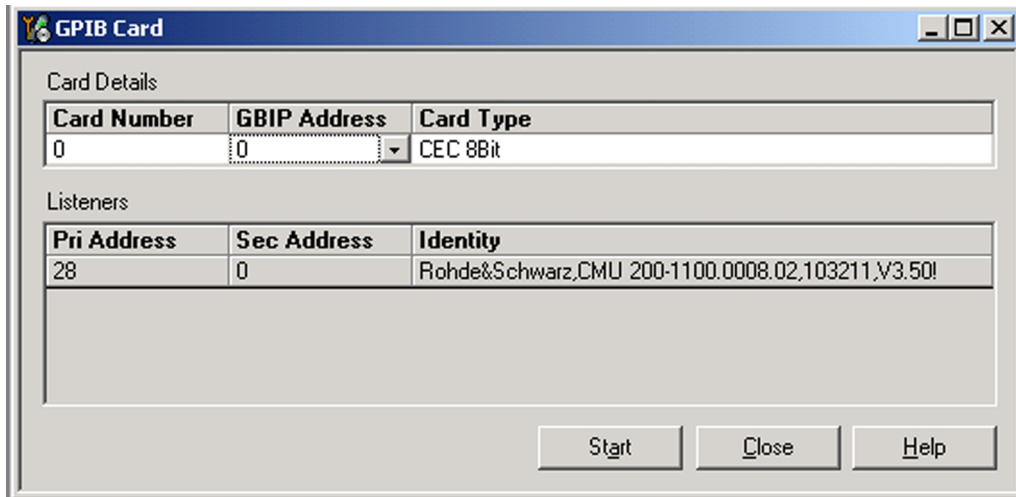 GPIB Card
Card Details
Card Number GBIP Address Card Type
0 0 CEC 8Bit
Listeners
Pri Address Sec Address Identity
28 0 Rohde&Schwarz,CMU 200-1100.0008.02,103211,V3.50!
Start Close Help